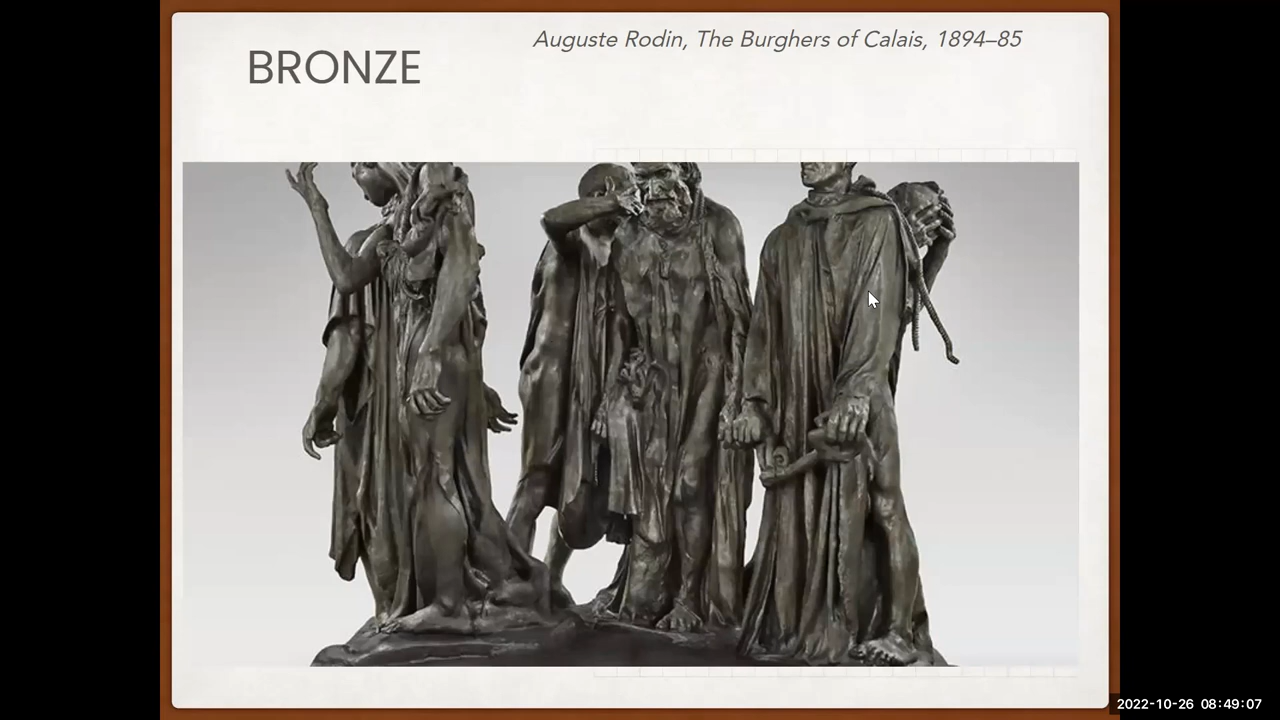 Auguste Rodin, The Burghers of Calais, 1894–85
BRONZE
2022-10-26 08:49:07